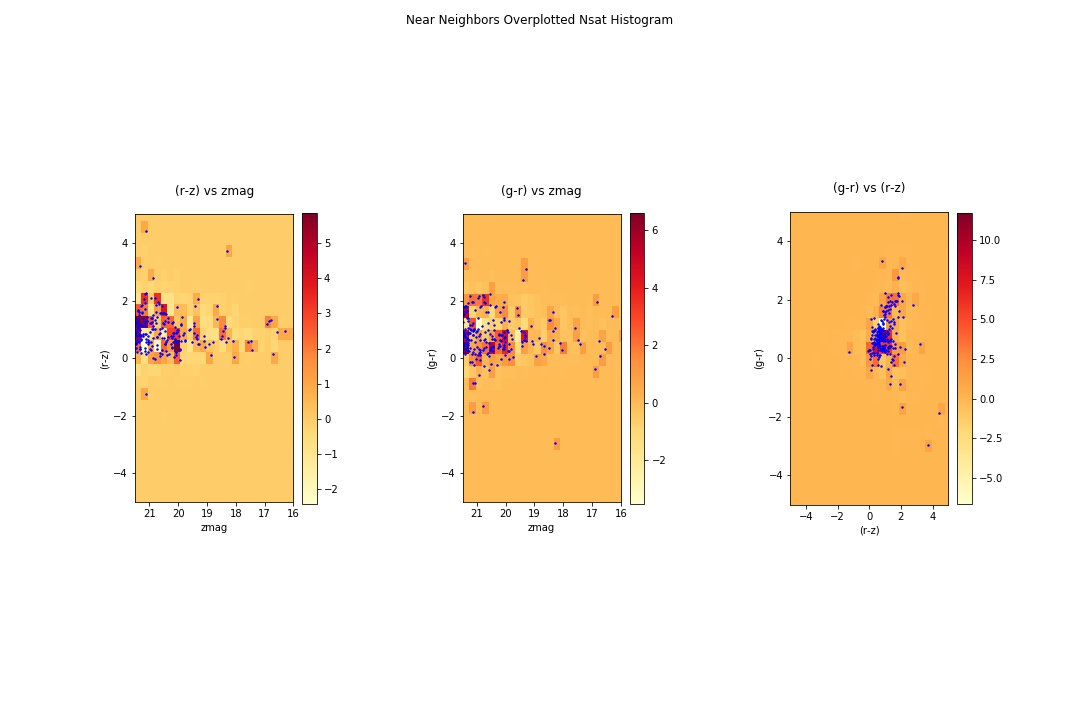 Near Neighbors Overplotted Nsat Histogram
(r-z) vs zmag
(g-r) vs zmag
(g-r) vs (r-z)
4
2
0
−2
−4
(r-z)
21 20 19 18 17 16
zmag
5
4
3
2
1
0
−1
−2
4
2
0
−2
−4
(g-r)
21 20 19 18 17 16
zmag
6
4
2
0
−2
4
2
0
−2
−4
(g-r)
−4 −2 0 2 4
(r-z)
10.0
7.5
5.0
2.5
0.0
−2.5
−5.0